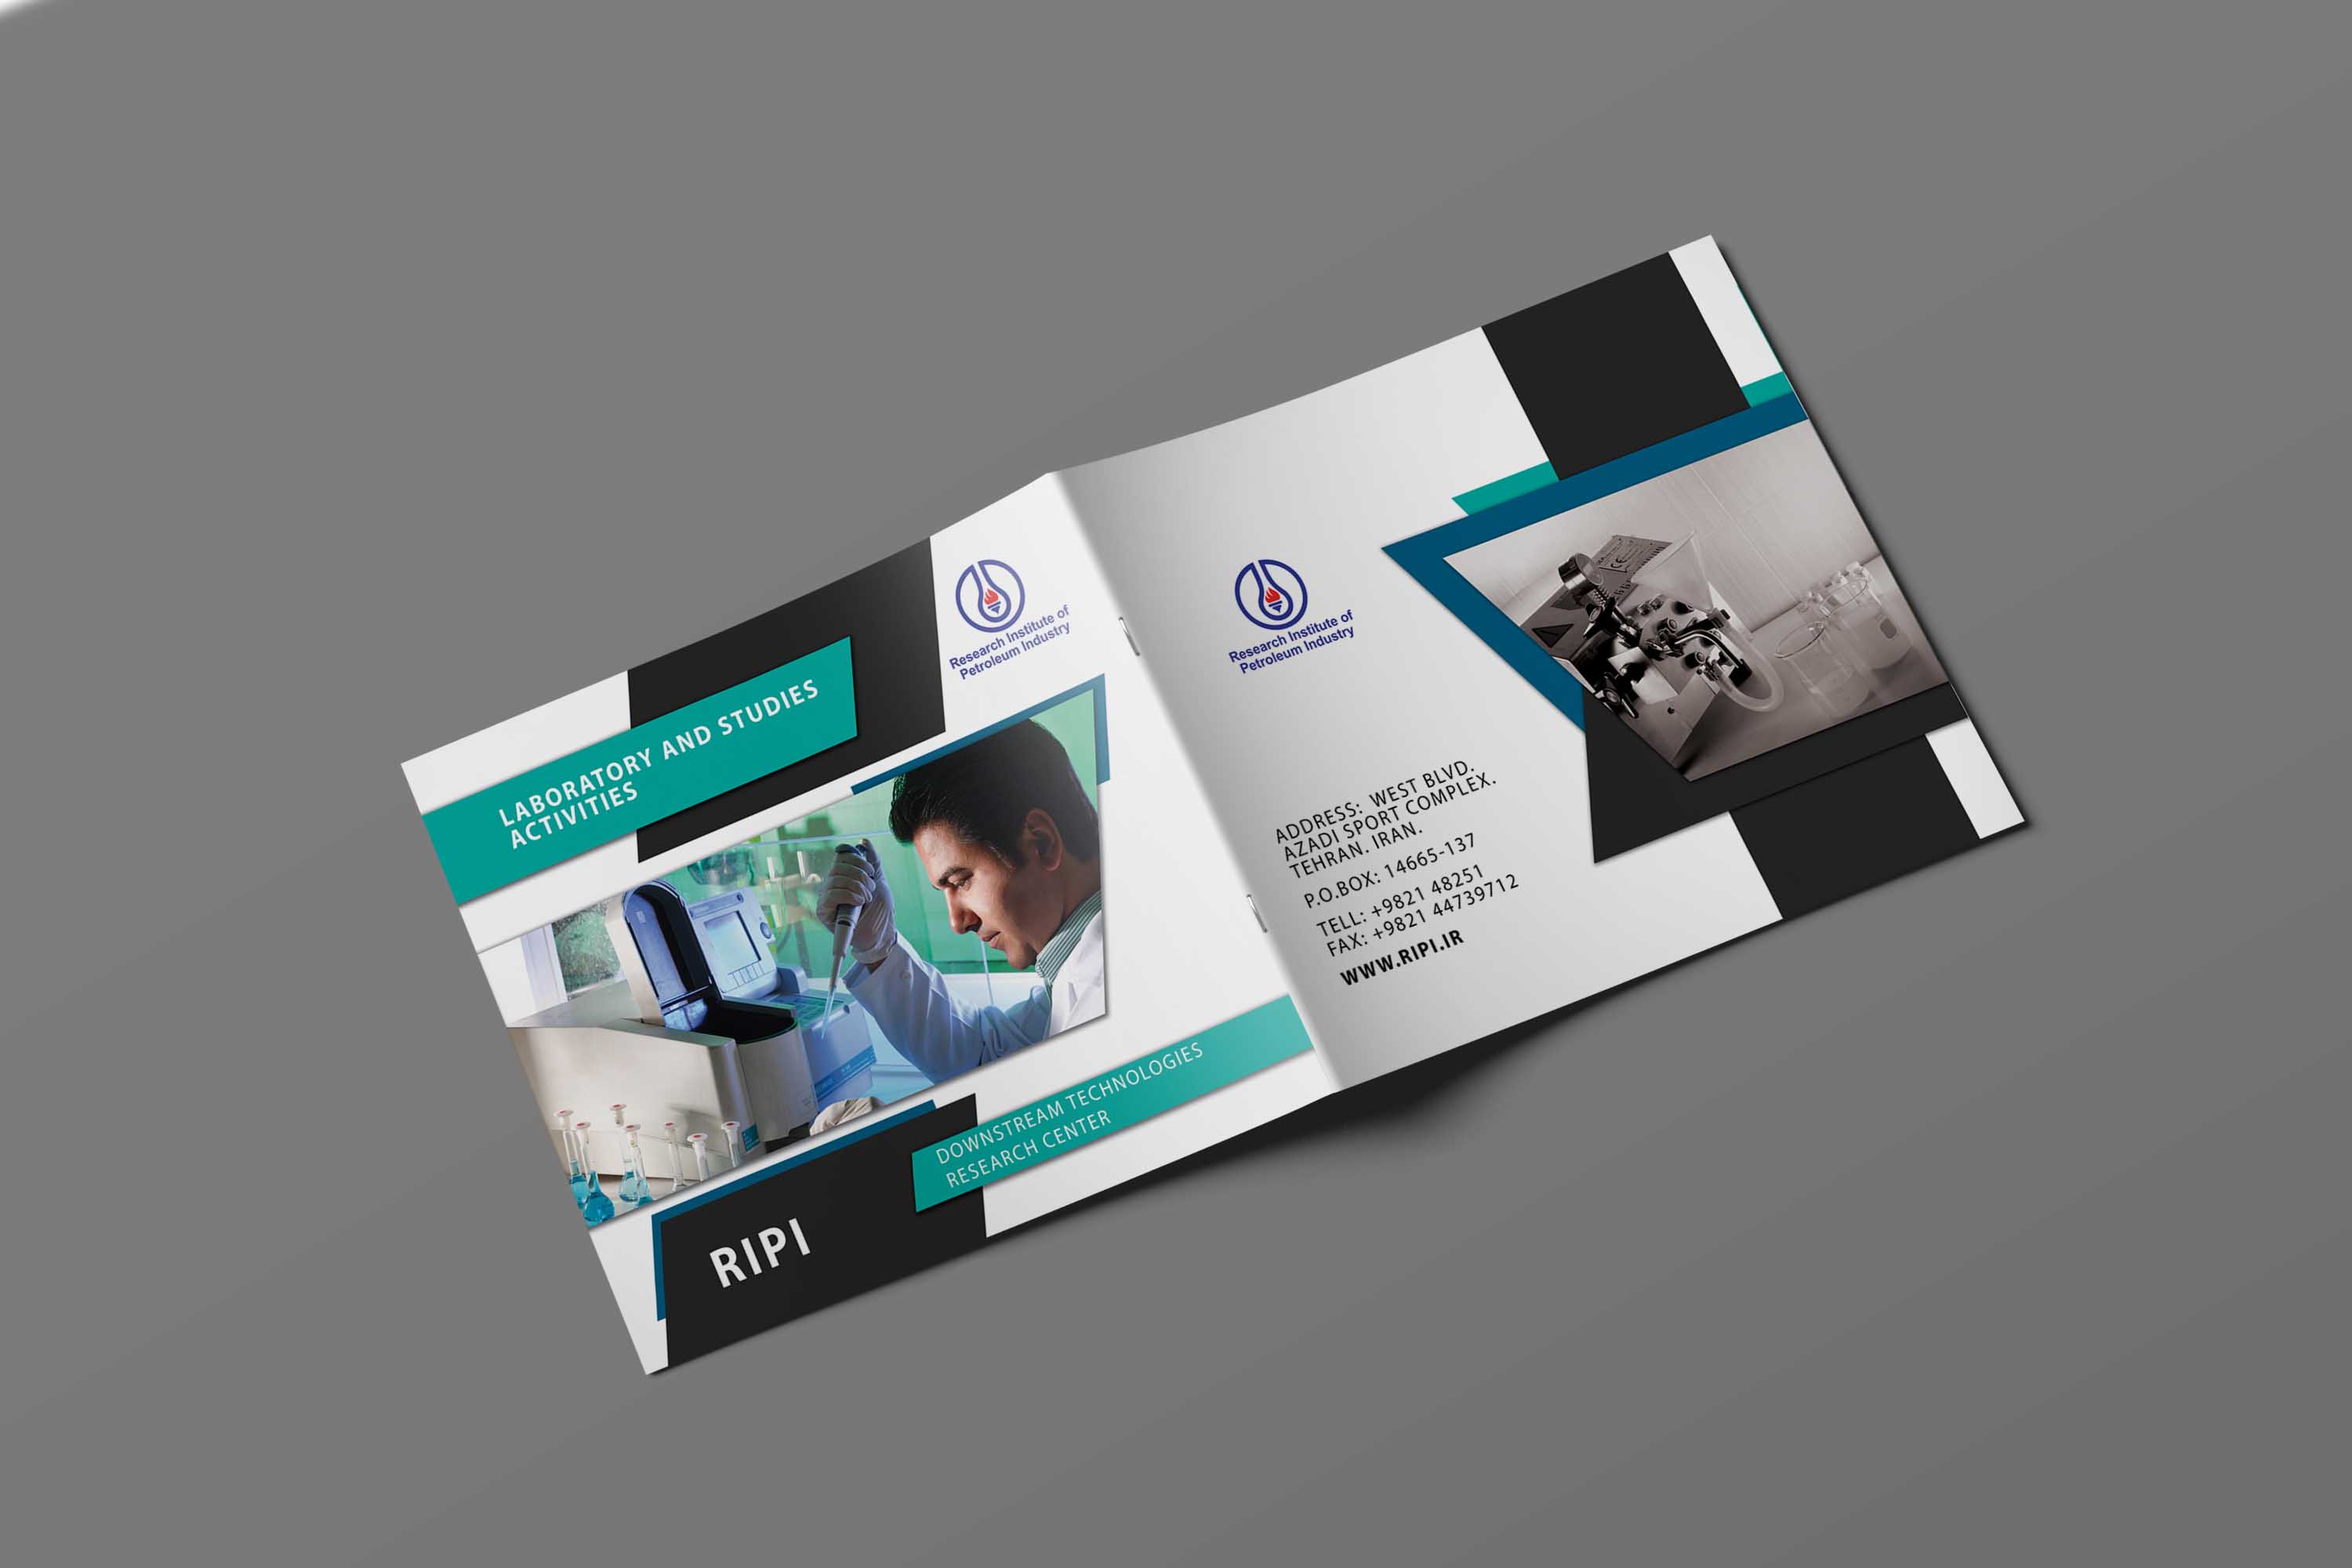 LABORATORY AND STUDIES
ACTIVITIES
Research Institute of
Petroleum Industry
DOWNSTREAM TECHNOLOGIES
RESEARCH CENTER
RIPI
Research Institute of
Petroleum Industry
ADDRESS: WEST BLVD.
AZADI SPORT COMPLEX.
TEHRAN. IRAN.
P.O.BOX: 14665-137
TELL: +9821 48251
FAX: +9821 44739712
WWW.RIPI.IR
CE